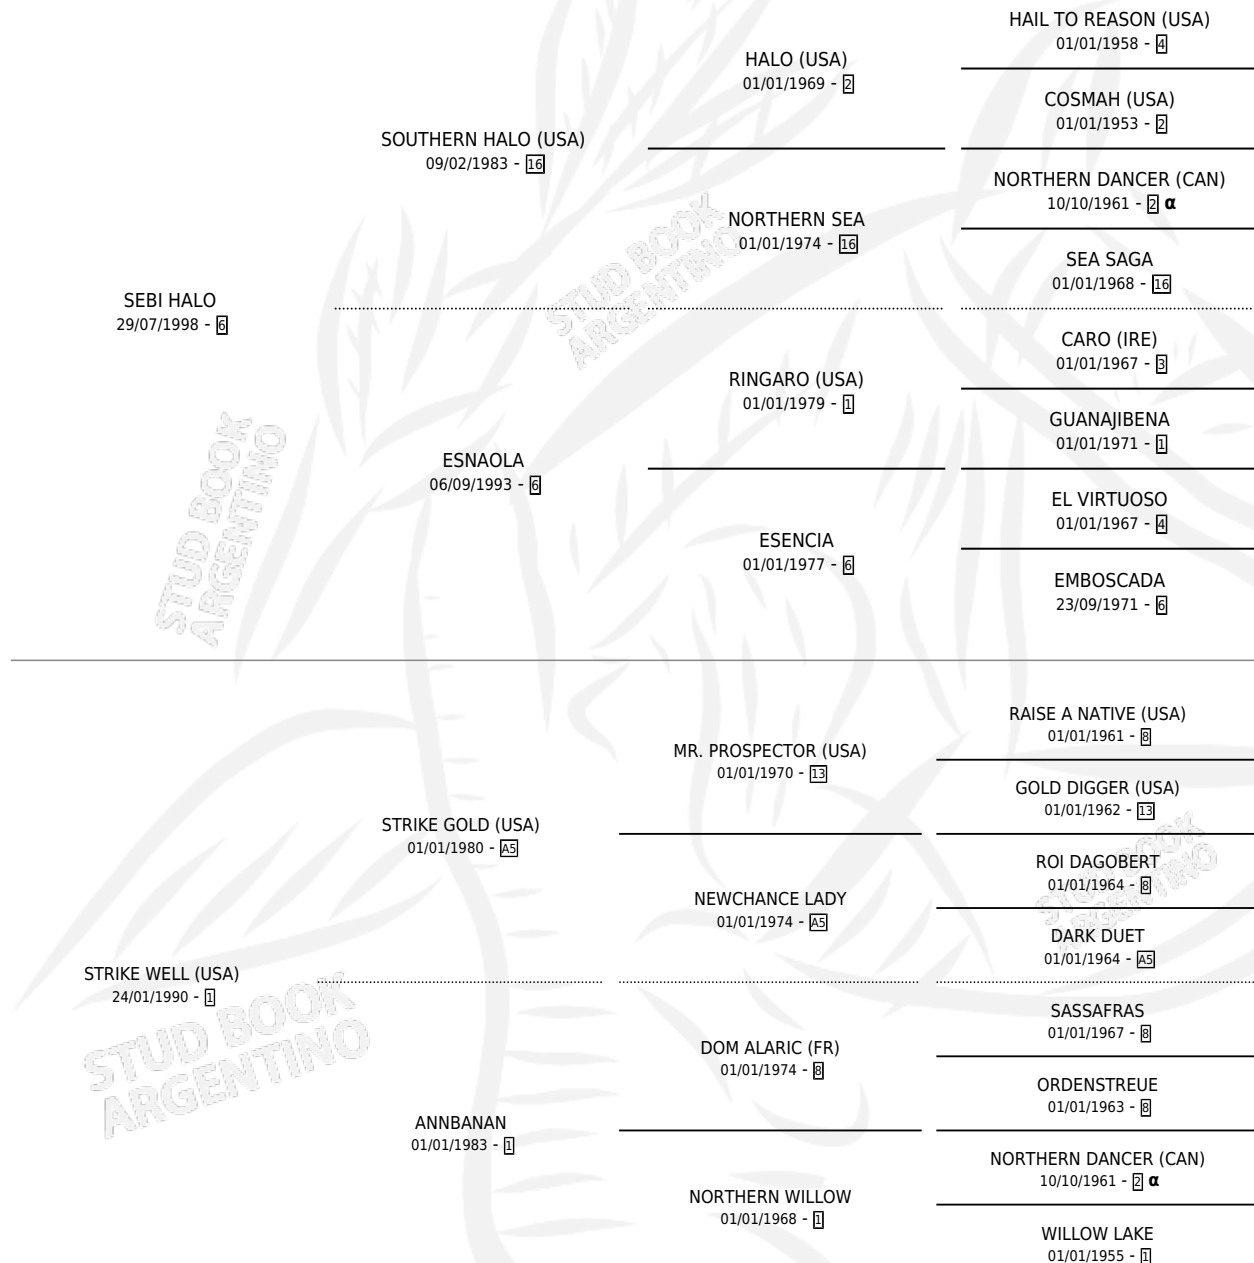 HAIL TO REASON (USA)
01/01/1958 - 4
HALO (USA)
01/01/1969 - 2
COSMAH (USA)
01/01/1953 - 2
SOUTHERN HALO (USA)
09/02/1983 - 16
NORTHERN DANCER (CAN)
10/10/1961 - 2 α
NORTHERN SEA
01/01/1974 - 16
SEA SAGA
01/01/1968 - 16
SEBI HALO
29/07/1998 - 6
CARO (IRE)
01/01/1967 - 3
RINGARO (USA)
01/01/1979 - 1
GUANAJIBENA
01/01/1971 - 1
ESNAOLA
06/09/1993 - 6
EL VIRTUOSO
01/01/1967 - 4
ESENCIA
01/01/1977 - 6
EMBOSCADA
23/09/1971 - 6
RAISE A NATIVE (USA)
01/01/1961 - 8
MR. PROSPECTOR (USA)
01/01/1970 - 13
GOLD DIGGER (USA)
01/01/1962 - 13
STRIKE GOLD (USA)
01/01/1980 - A5
ROI DAGOBERT
01/01/1964 - 8
NEWCHANCE LADY
01/01/1974 - A5
DARK DUET
01/01/1964 - A5
STRIKE WELL (USA)
24/01/1990 - 1
SASSAFRAS
01/01/1967 - 8
DOM ALARIC (FR)
01/01/1974 - 8
ORDENSTREUE
01/01/1963 - 8
ANNBANAN
01/01/1983 - 1
NORTHERN DANCER (CAN)
10/10/1961 - 2 α
NORTHERN WILLOW
01/01/1968 - 1
WILLOW LAKE
01/01/1955 - 1
STUD BOOK
ARGENTINO
STUD BOOK
ARGENTINO
STUD BOOK
ARGENTINO
STUD BOOK
ARGENTINO